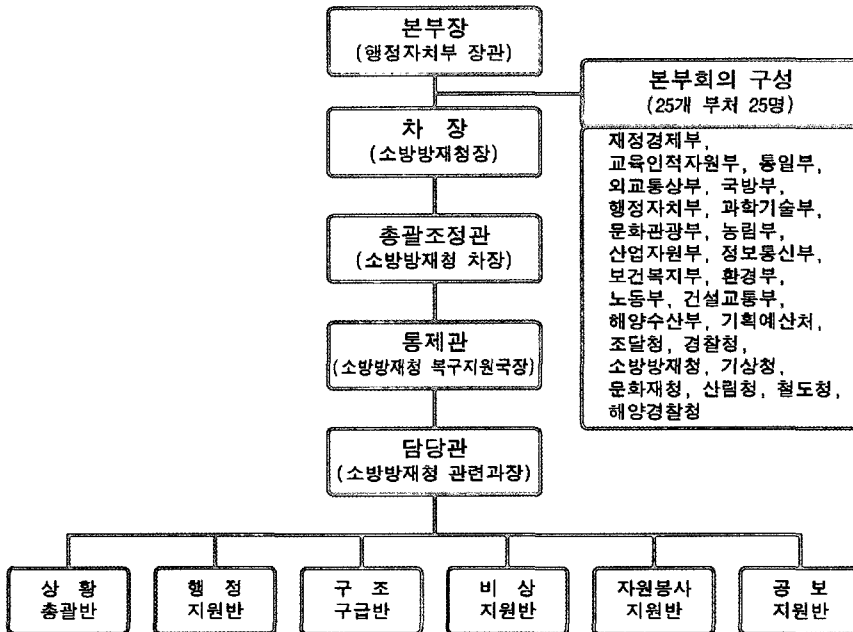 본부장
(행정자치부 장관)
본부회의 구성
(25개 부처 25명)
재정경제부,
교육인적자원부, 통일부,
외교통상부, 국방부,
행정자치부, 과학기술부,
문화관광부, 농림부,
산업자원부, 정보통신부,
보건복지부, 환경부,
노동부, 건설교통부,
해양수산부, 기획예산처,
조달청, 경찰청,
소방방재청, 기상청,
문화재청, 산림청, 철도청,
해양경찰청
차 장
(소방방재청장)
총괄조정관
(소방방재청 차장)
통제관
(소방방재청 복구지원국장)
담당관
(소방방재청 관련과장)
상 황
총괄반
행 정
지원반
구 조
구급반
비 상
지원반
자원봉사
지원반
공 보
지원반